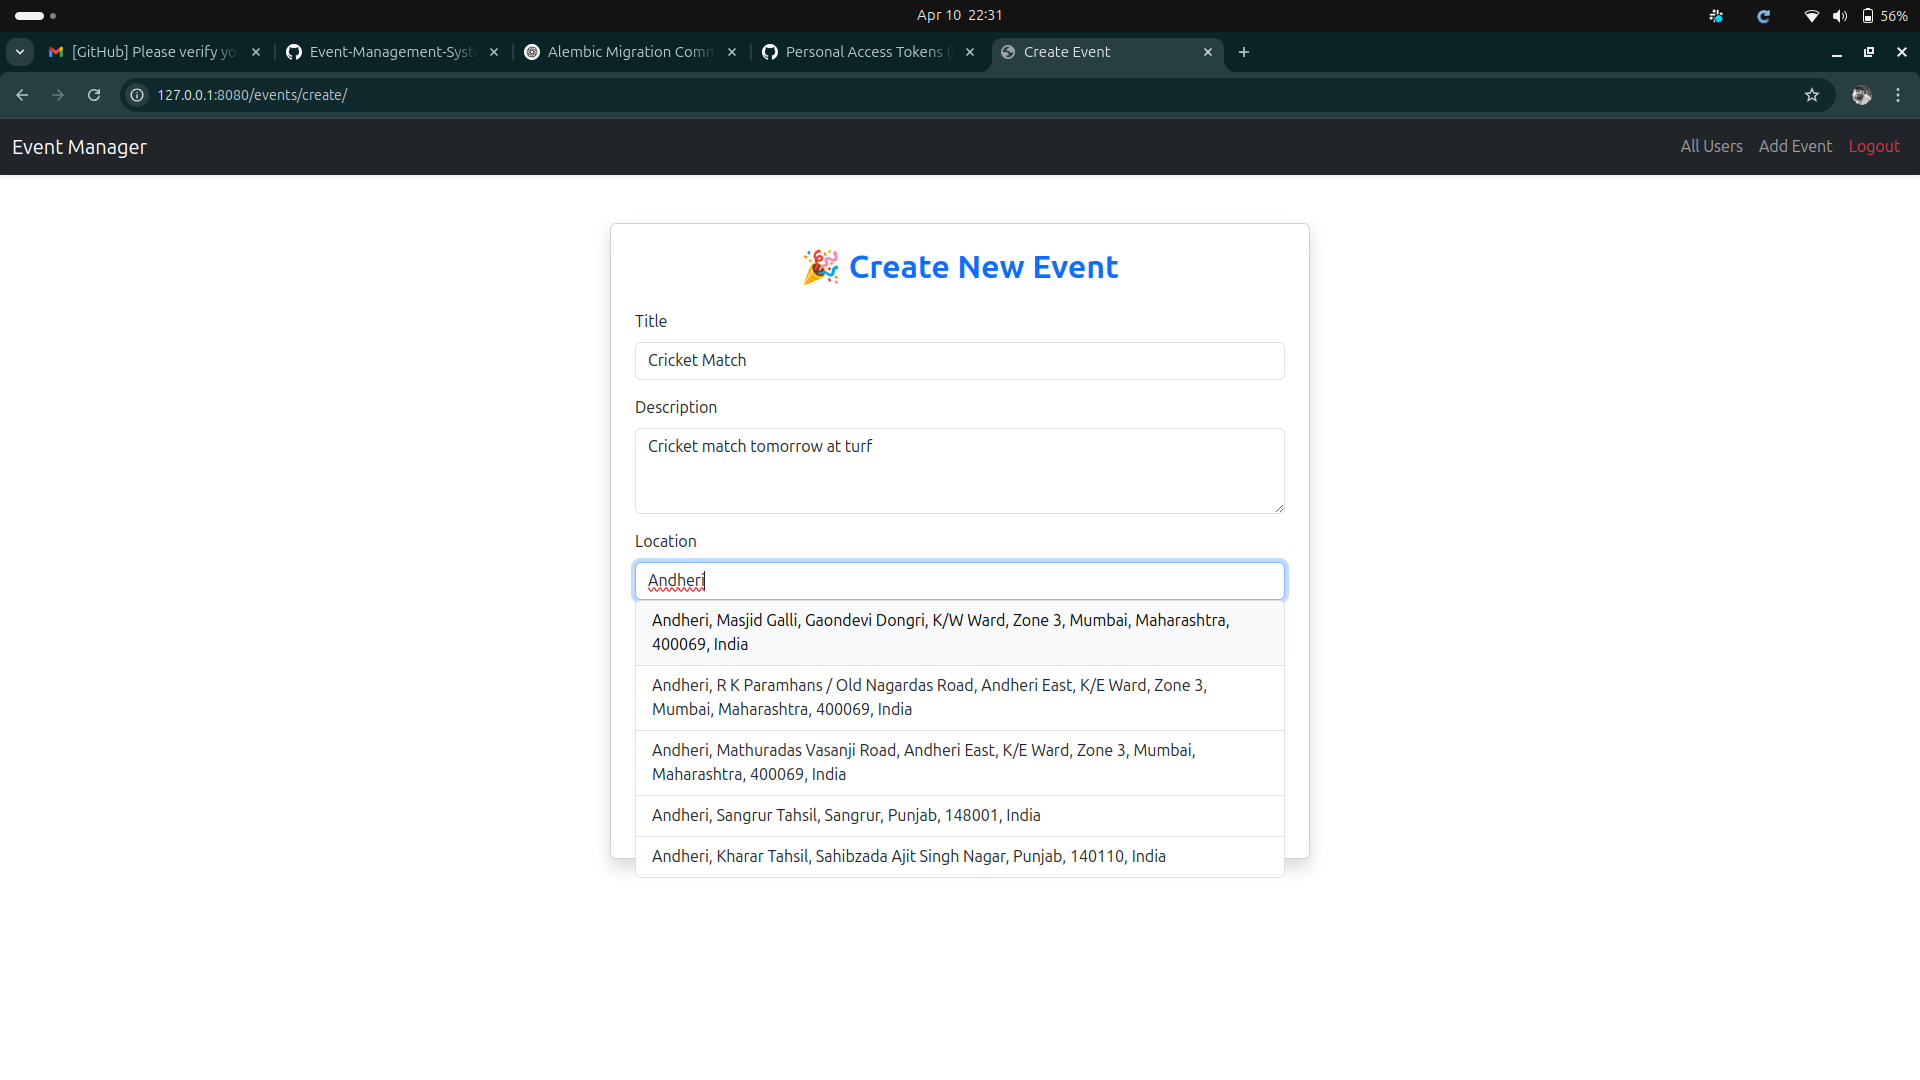 Apr 10 22:31
56%
[GitHub] Please verify yo
Event-Management-Syst
Alembic Migration Comm
Personal Access Tokens (
Create Event
127.0.0.1:8080/events/create/
Event Manager
All Users
Add Event
Logout
🎉 Create New Event
Title
Cricket Match
Description
Cricket match tomorrow at turf
Location
Andheri
Andheri, Masjid Galli, Gaondevi Dongri, K/W Ward, Zone 3, Mumbai, Maharashtra,
400069, India
Andheri, R K Paramhans / Old Nagardas Road, Andheri East, K/E Ward, Zone 3,
Mumbai, Maharashtra, 400069, India
Andheri, Mathuradas Vasanji Road, Andheri East, K/E Ward, Zone 3, Mumbai,
Maharashtra, 400069, India
Andheri, Sangrur Tahsil, Sangrur, Punjab, 148001, India
Andheri, Kharar Tahsil, Sahibzada Ajit Singh Nagar, Punjab, 140110, India